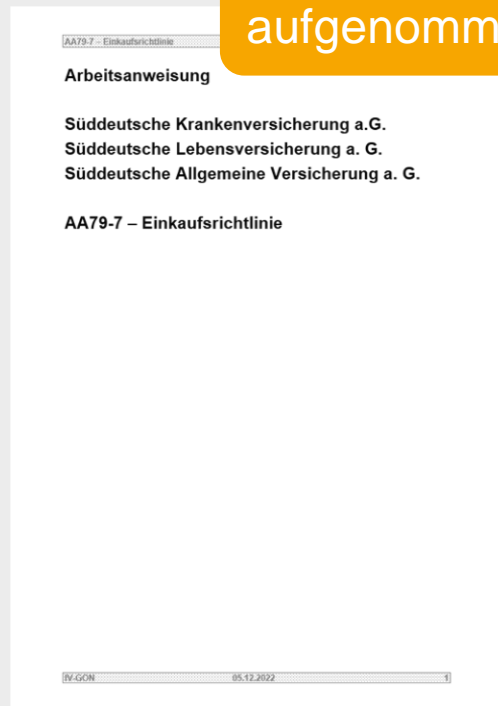 aufgenomm
AA79-7 – Einkaufsrichtlinie
Arbeitsanweisung
Süddeutsche Krankenversicherung a.G.
Süddeutsche Lebensversicherung a. G.
Süddeutsche Allgemeine Versicherung a. G.
AA79-7 – Einkaufsrichtlinie
IV-GON 05.12.2022 1